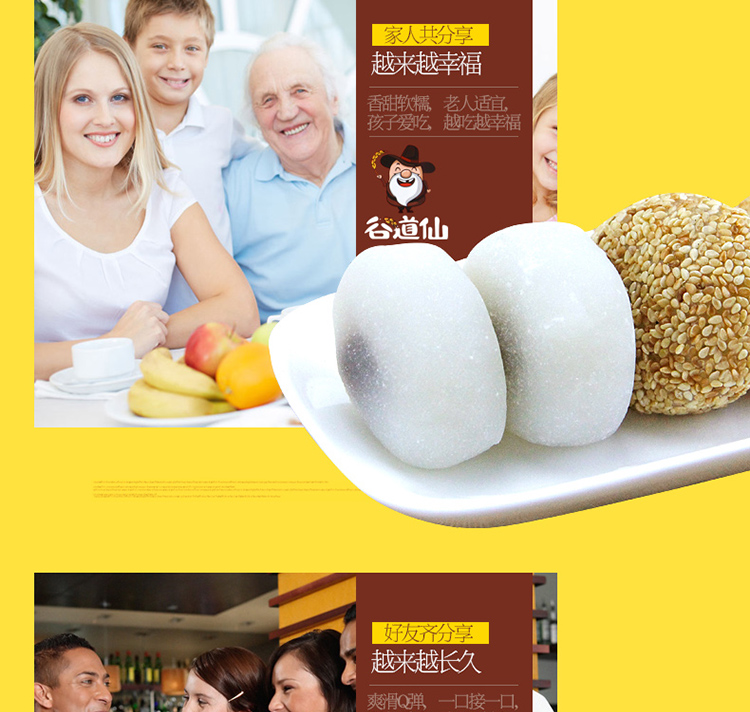 家人共分享
越来越幸福
香甜软糯, 老人适宜,
孩子爱吃, 越吃越幸福
谷道仙
好友齐分享
越来越长久
爽滑Q弹, 一口接一口,